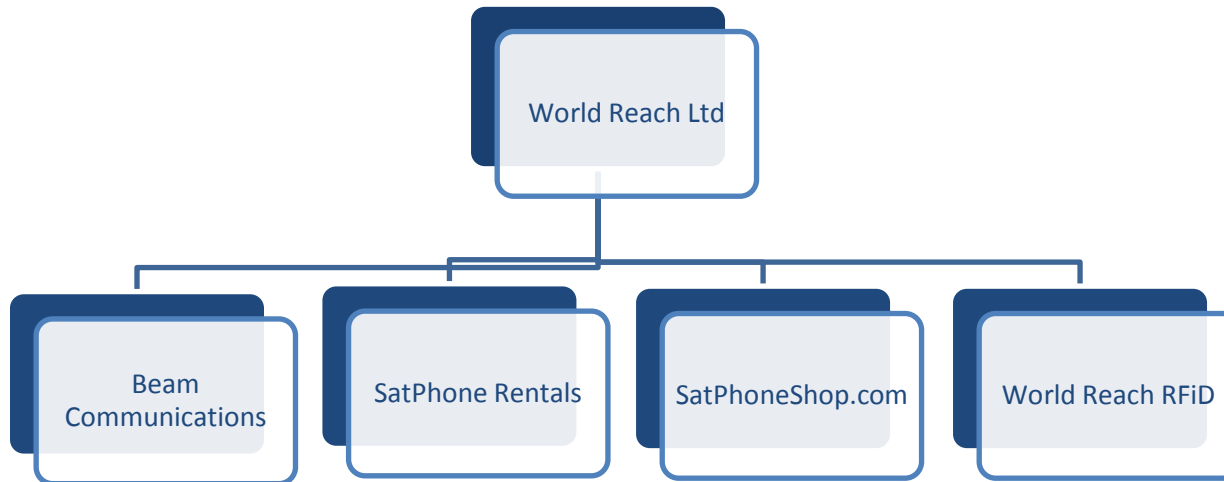 World Reach Ltd
Beam
Communications
SatPhone Rentals
SatPhoneShop.com
World Reach RFiD